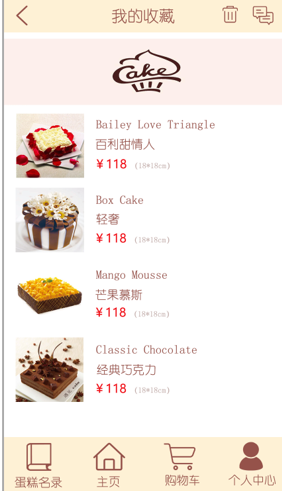 我的收藏
Cake
Bailey Love Triangle
百利甜情人
¥118 (18*18cm)
Box Cake
轻奢
¥118 (18*18cm)
Mango Mousse
芒果慕斯
¥118 (18*18cm)
Classic Chocolate
经典巧克力
¥118 (18*18cm)
蛋糕名录
主页
购物车
个人中心